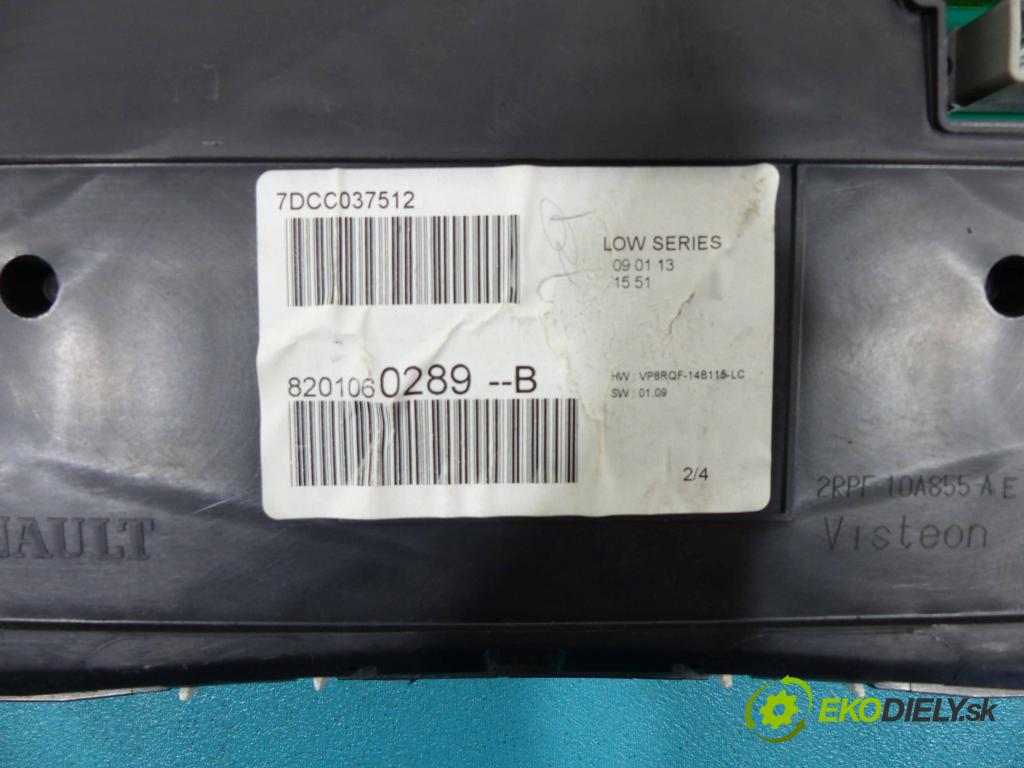 7DCC037512
LOW SERIES
09 01 13
15 51
8201060289 --B
HW : VP8RQF-14B115-LC
SW : 01.09
2/4
2RPF 10A855-A E
Visteon
NAULT
EKODIELY.sk